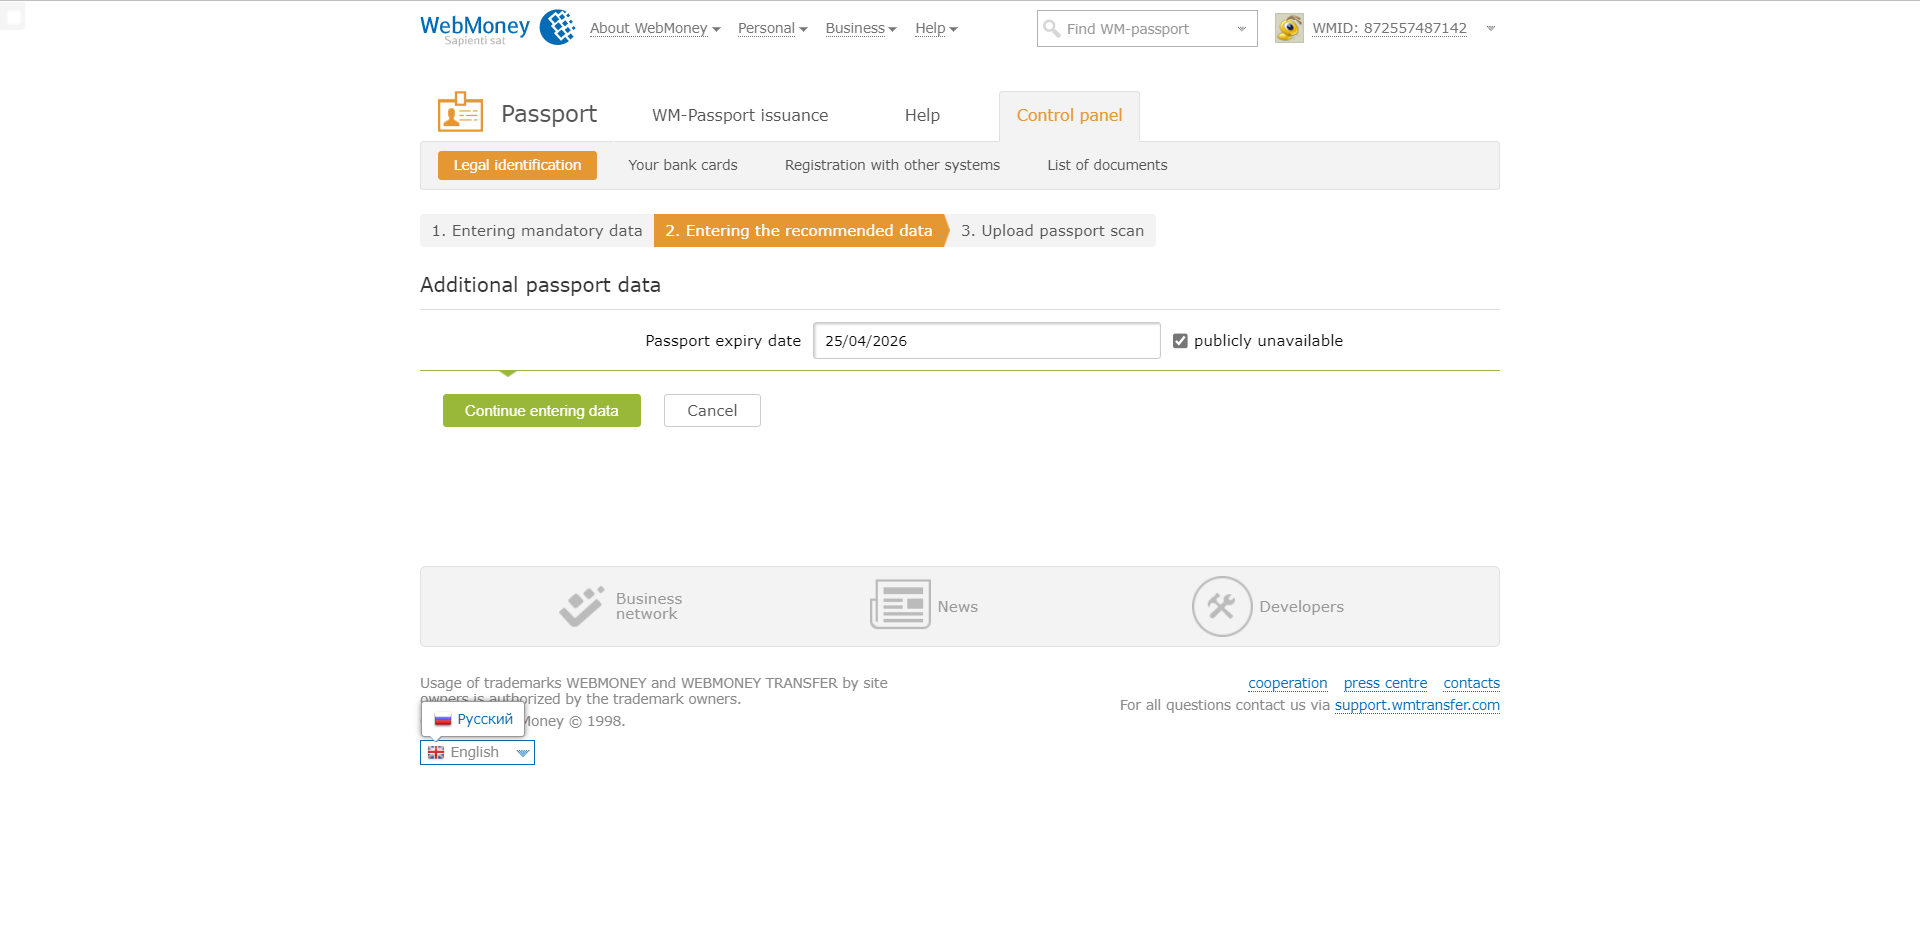 WebMoney
Sapienti sat
About WebMoney
Personal
Business
Help
Find WM-passport
WMID: 872557487142
Passport
WM-Passport issuance
Help
Control panel
Legal identification
Your bank cards
Registration with other systems
List of documents
1. Entering mandatory data
2. Entering the recommended data
3. Upload passport scan
Additional passport data
Passport expiry date
25/04/2026
publicly unavailable
Continue entering data
Cancel
Business
network
News
Developers
Usage of trademarks WEBMONEY and WEBMONEY TRANSFER by site
owners is authorized by the trademark owners.
Money © 1998.
cooperation
press centre
contacts
For all questions contact us via support.wmtransfer.com
Русский
English